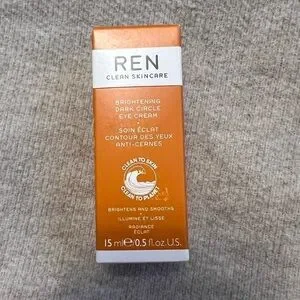 REN
CLEAN SKINCARE
BRIGHTENING
DARK CIRCLE
EYE CREAM
SOIN ÉCLAT
CONTOUR DES YEUX
ANTI-CERNES
CLEAN TO SKIN
CLEAN TO PLANET
BRIGHTENS AND SMOOTHS
ILLUMINE ET LISSE
RADIANCE
ÉCLAT
15 ml ℮ 0.5 fl.oz.U.S.